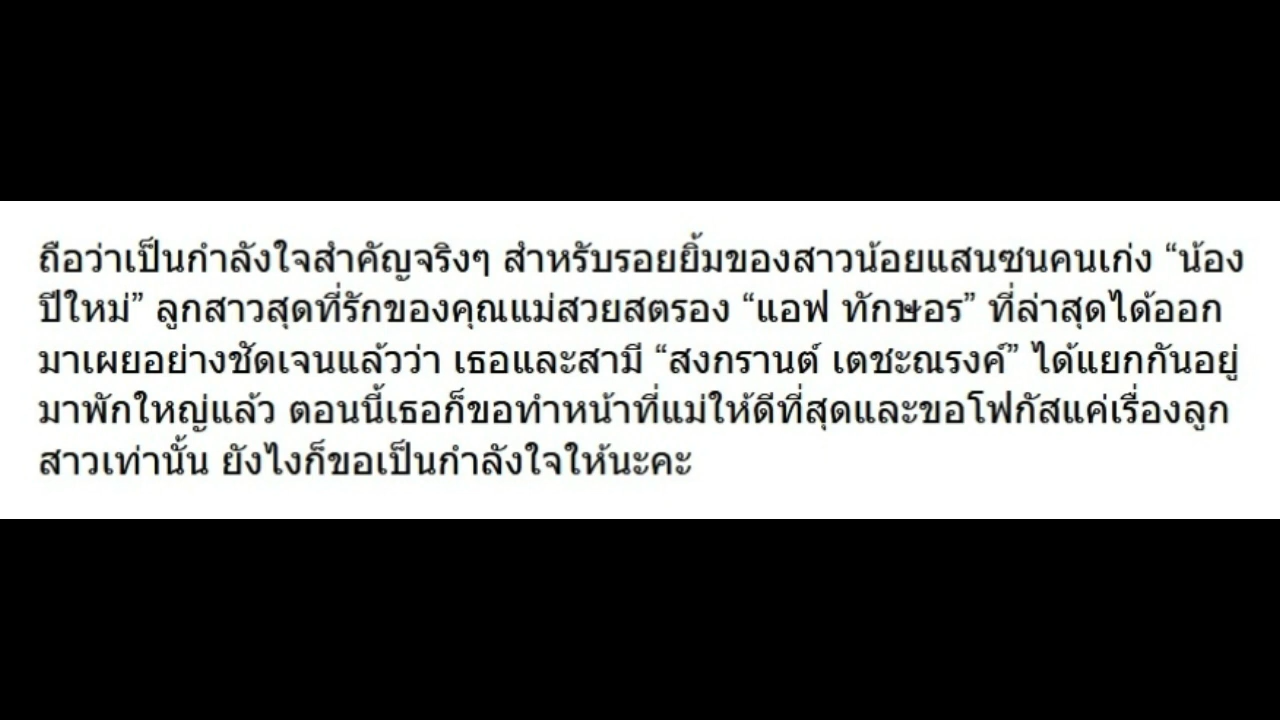 ถือว่าเป็นกำลังใจสำคัญจริงๆ สำหรับรอยยิ้มของสาวน้อยแสนซนคนเก่ง “น้อง
ปีใหม่” ลูกสาวสุดที่รักของคุณแม่สวยสตรอง “แอฟ ทักษอร” ที่ล่าสุดได้ออก
มาเผยอย่างชัดเจนแล้วว่า เธอและสามี “สงกรานต์ เตชะณรงค์” ได้แยกกันอยู่
มาพักใหญ่แล้ว ตอนนี้เธอก็ขอทำหน้าที่แม่ให้ดีที่สุดและขอโฟกัสแค่เรื่องลูก
สาวเท่านั้น ยังไงก็ขอเป็นกำลังใจให้นะคะ